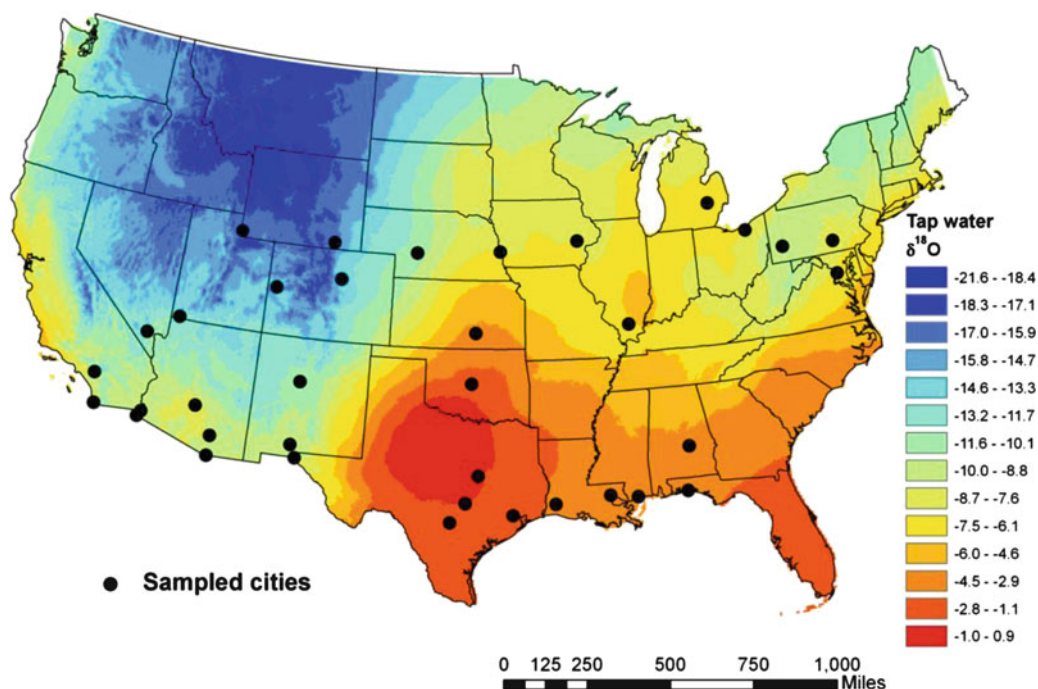 Tap water
δ18O
-21.6 - -18.4
-18.3 - -17.1
-17.0 - -15.9
-15.8 - -14.7
-14.6 - -13.3
-13.2 - -11.7
-11.6 - -10.1
-10.0 - -8.8
-8.7 - -7.6
-7.5 - -6.1
-6.0 - -4.6
-4.5 - -2.9
-2.8 - -1.1
-1.0 - 0.9
Sampled cities
0 125 250 500 750 1,000
Miles